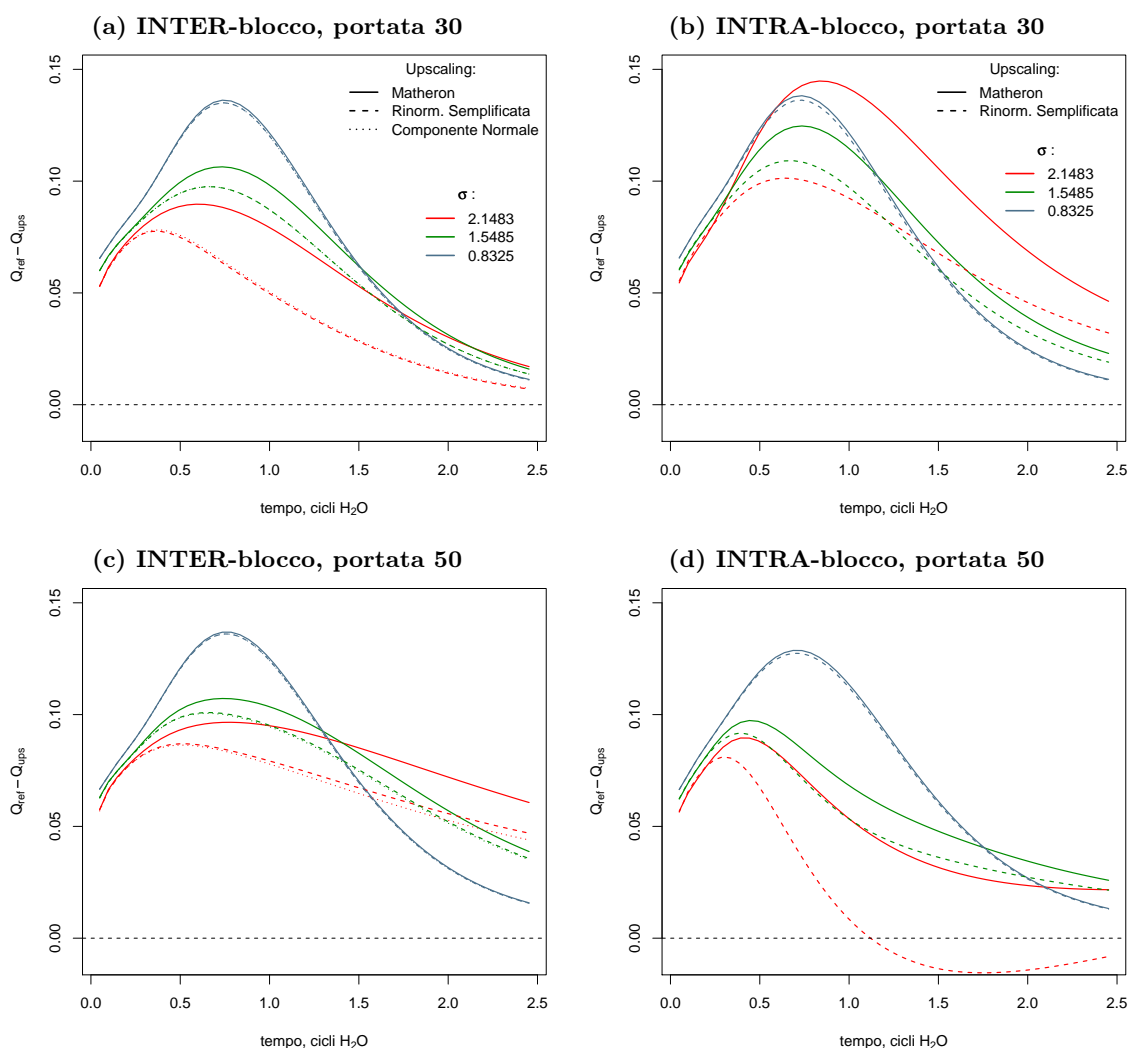 (a) INTER-blocco, portata 30
0.15
0.10
0.05
0.00
Q_ref − Q_ups
Upscaling:
Matheron
Rinorm. Semplificata
Componente Normale
σ :
2.1483
1.5485
0.8325
0.0 0.5 1.0 1.5 2.0 2.5
tempo, cicli H₂O
(b) INTRA-blocco, portata 30
0.15
0.10
0.05
0.00
Q_ref − Q_ups
Upscaling:
Matheron
Rinorm. Semplificata
σ :
2.1483
1.5485
0.8325
0.0 0.5 1.0 1.5 2.0 2.5
tempo, cicli H₂O
(c) INTER-blocco, portata 50
0.15
0.10
0.05
0.00
Q_ref − Q_ups
0.0 0.5 1.0 1.5 2.0 2.5
tempo, cicli H₂O
(d) INTRA-blocco, portata 50
0.15
0.10
0.05
0.00
Q_ref − Q_ups
0.0 0.5 1.0 1.5 2.0 2.5
tempo, cicli H₂O